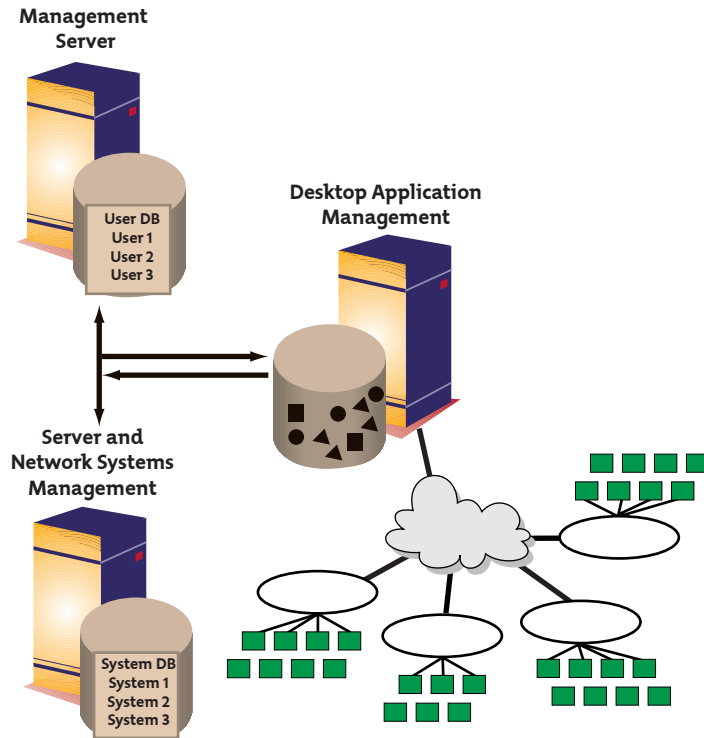 Management
Server
User DB
User 1
User 2
User 3
Desktop Application
Management
Server and
Network Systems
Management
System DB
System 1
System 2
System 3